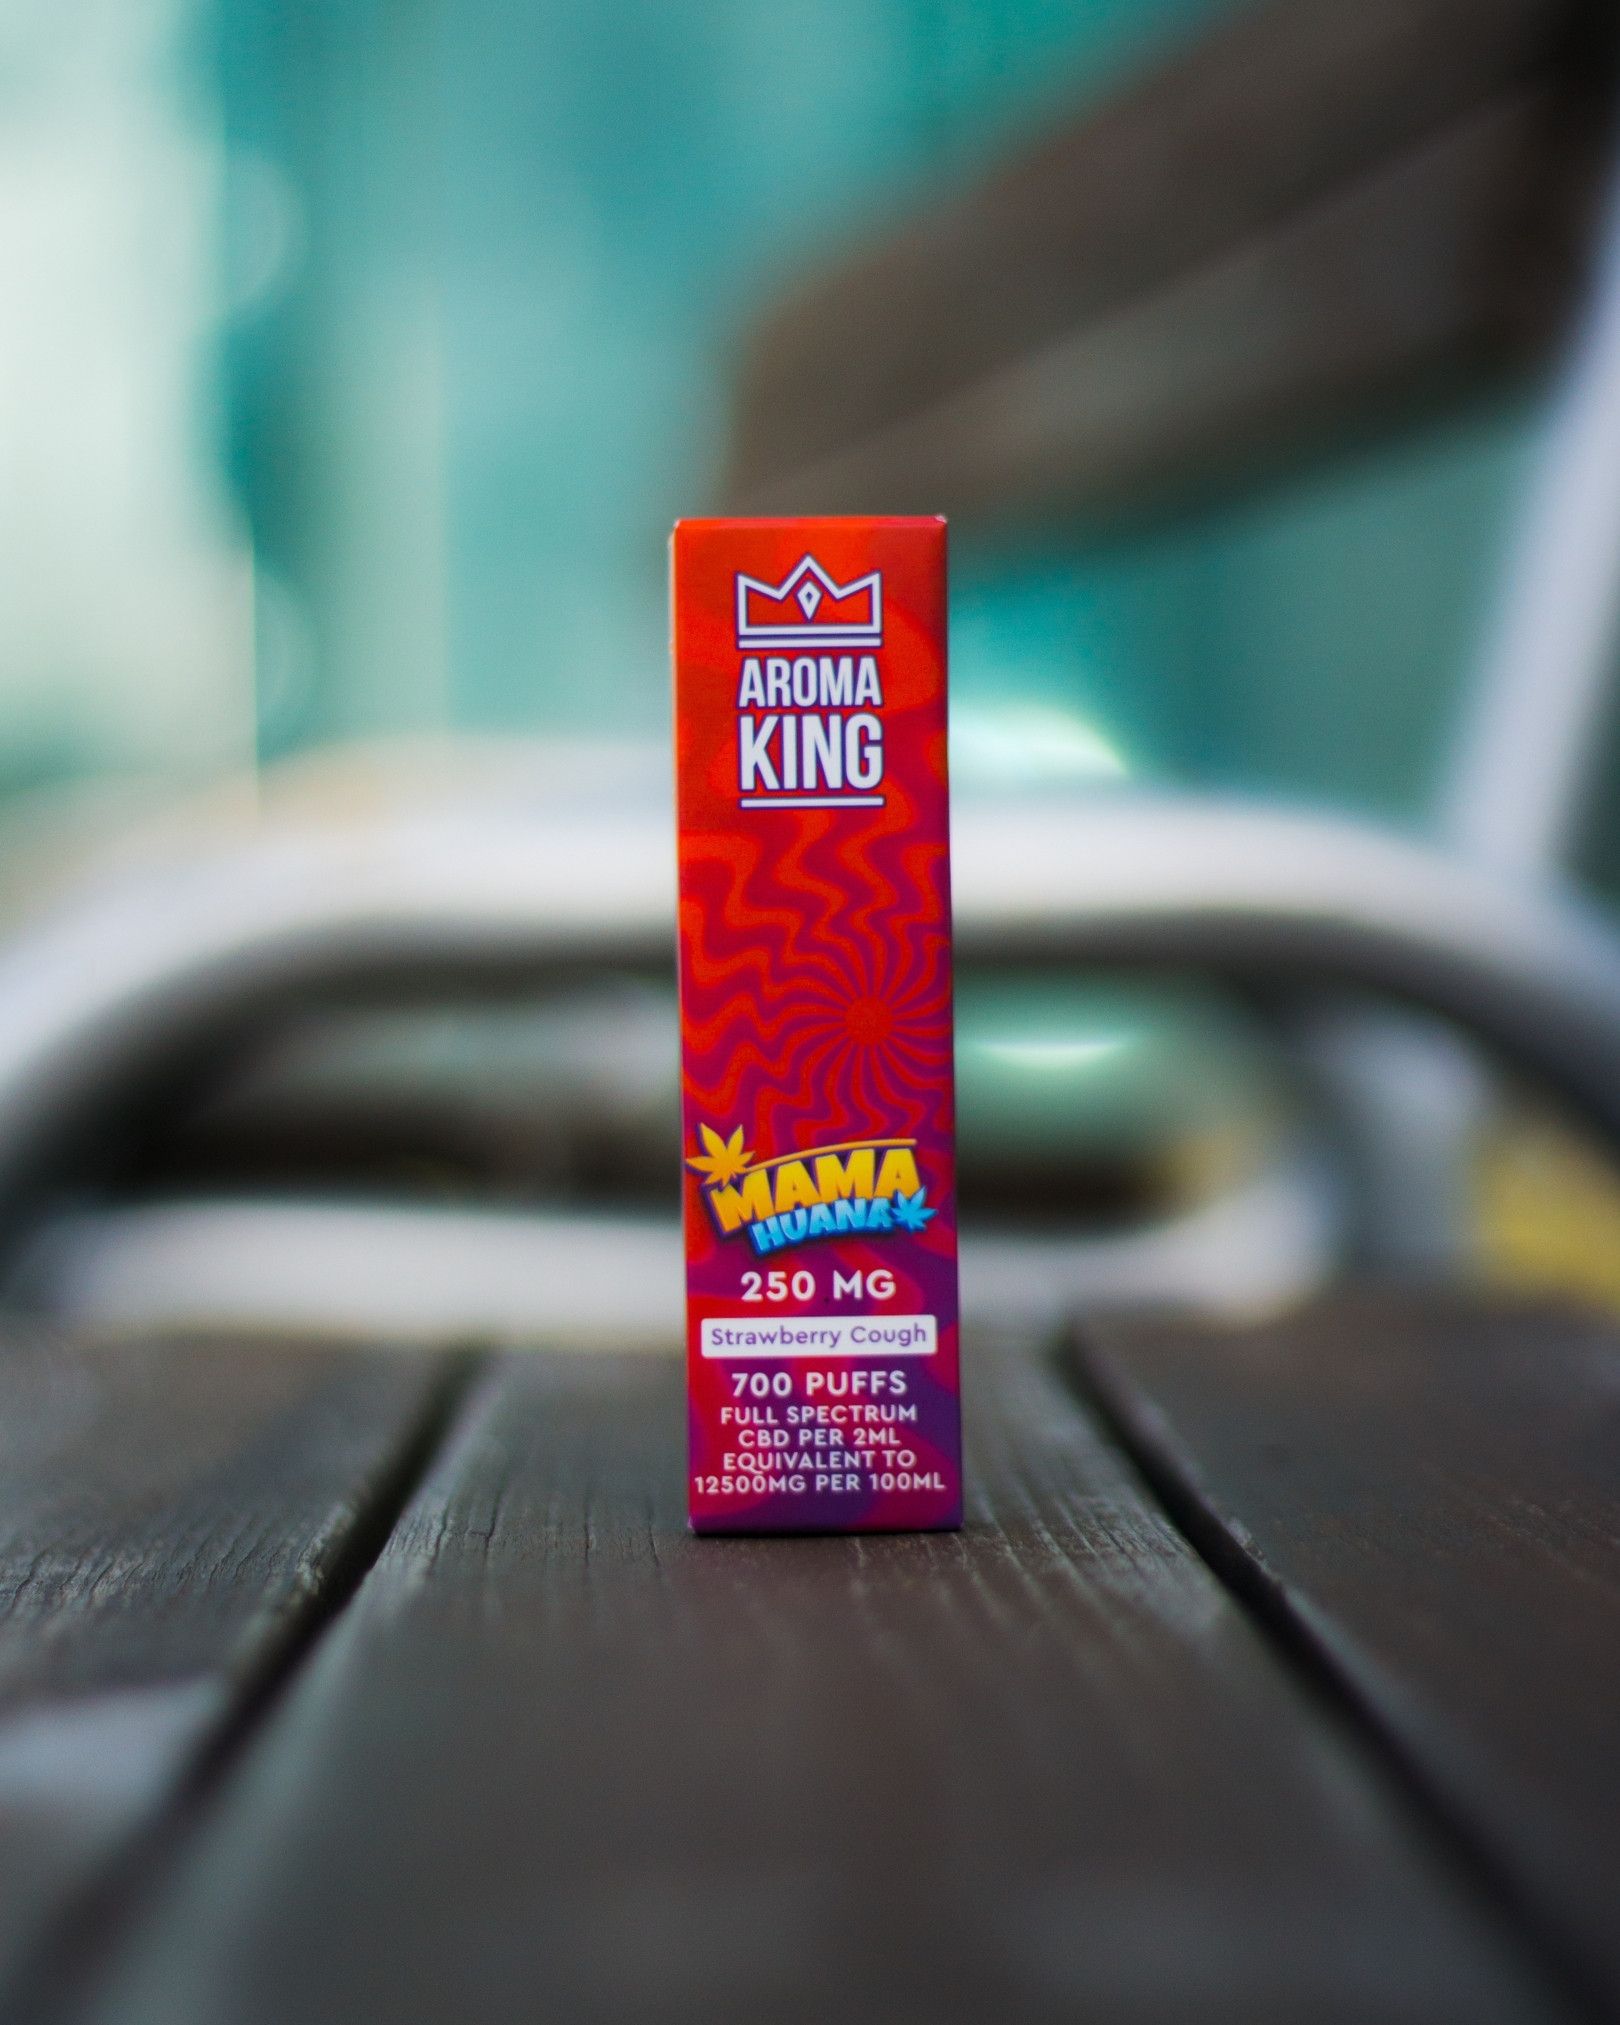 AROMA
KING
MAMA
HUANA
250 MG
Strawberry Cough
700 PUFFS
FULL SPECTRUM
CBD PER 2ML
EQUIVALENT TO
12500MG PER 100ML